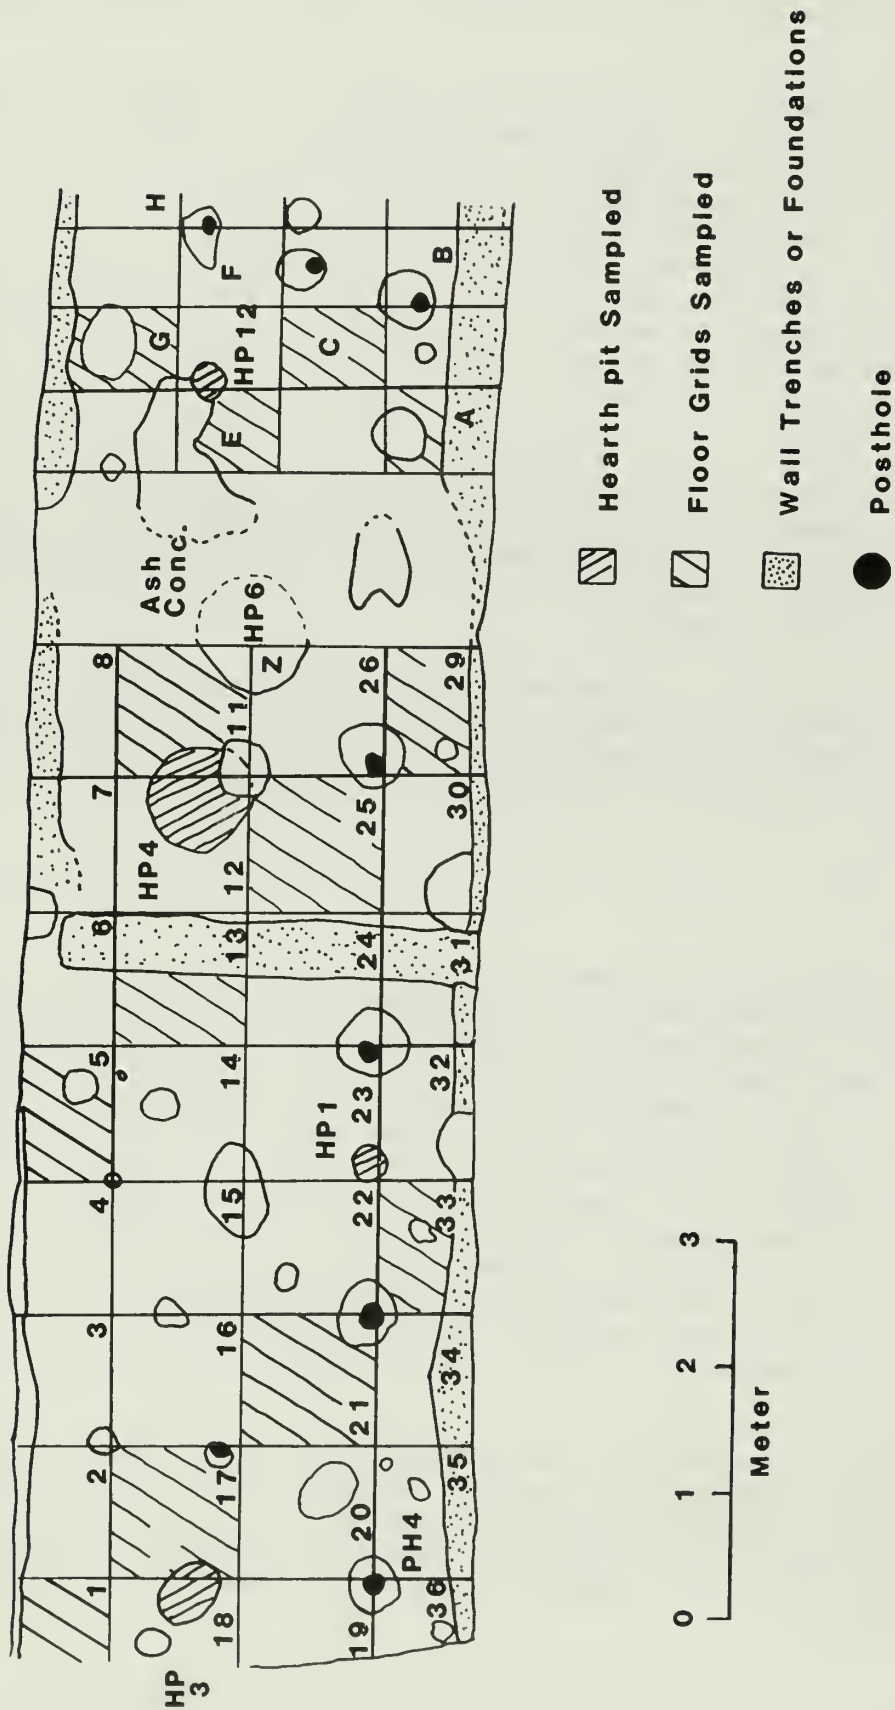 1 2 3 4 5 6 7 8
HP4
Ash
Conc.
G
H
HP
3
18 17 16 15 14 13 12 11
E
F
HP12
HP6
Z
HP1
C
19 20 21 22 23 24 25 26
PH4
B
A
36 35 34 33 32 31 30 29
Hearth pit Sampled
Floor Grids Sampled
Wall Trenches or Foundations
Posthole
0 1 2 3
Meter